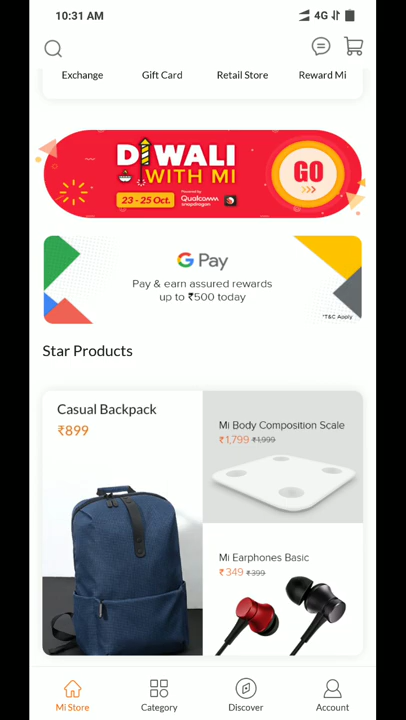 10:31 AM
4G
Exchange
Gift Card
Retail Store
Reward Mi
DIWALI
WITH MI
23 - 25 Oct.
Powered by
Qualcomm
snapdragon
GO
G Pay
Pay & earn assured rewards
up to ₹500 today
*T&C Apply
Star Products
Casual Backpack
₹899
Mi Body Composition Scale
₹1,799 ₹1,999
Mi Earphones Basic
₹349 ₹399
Mi Store
Category
Discover
Account